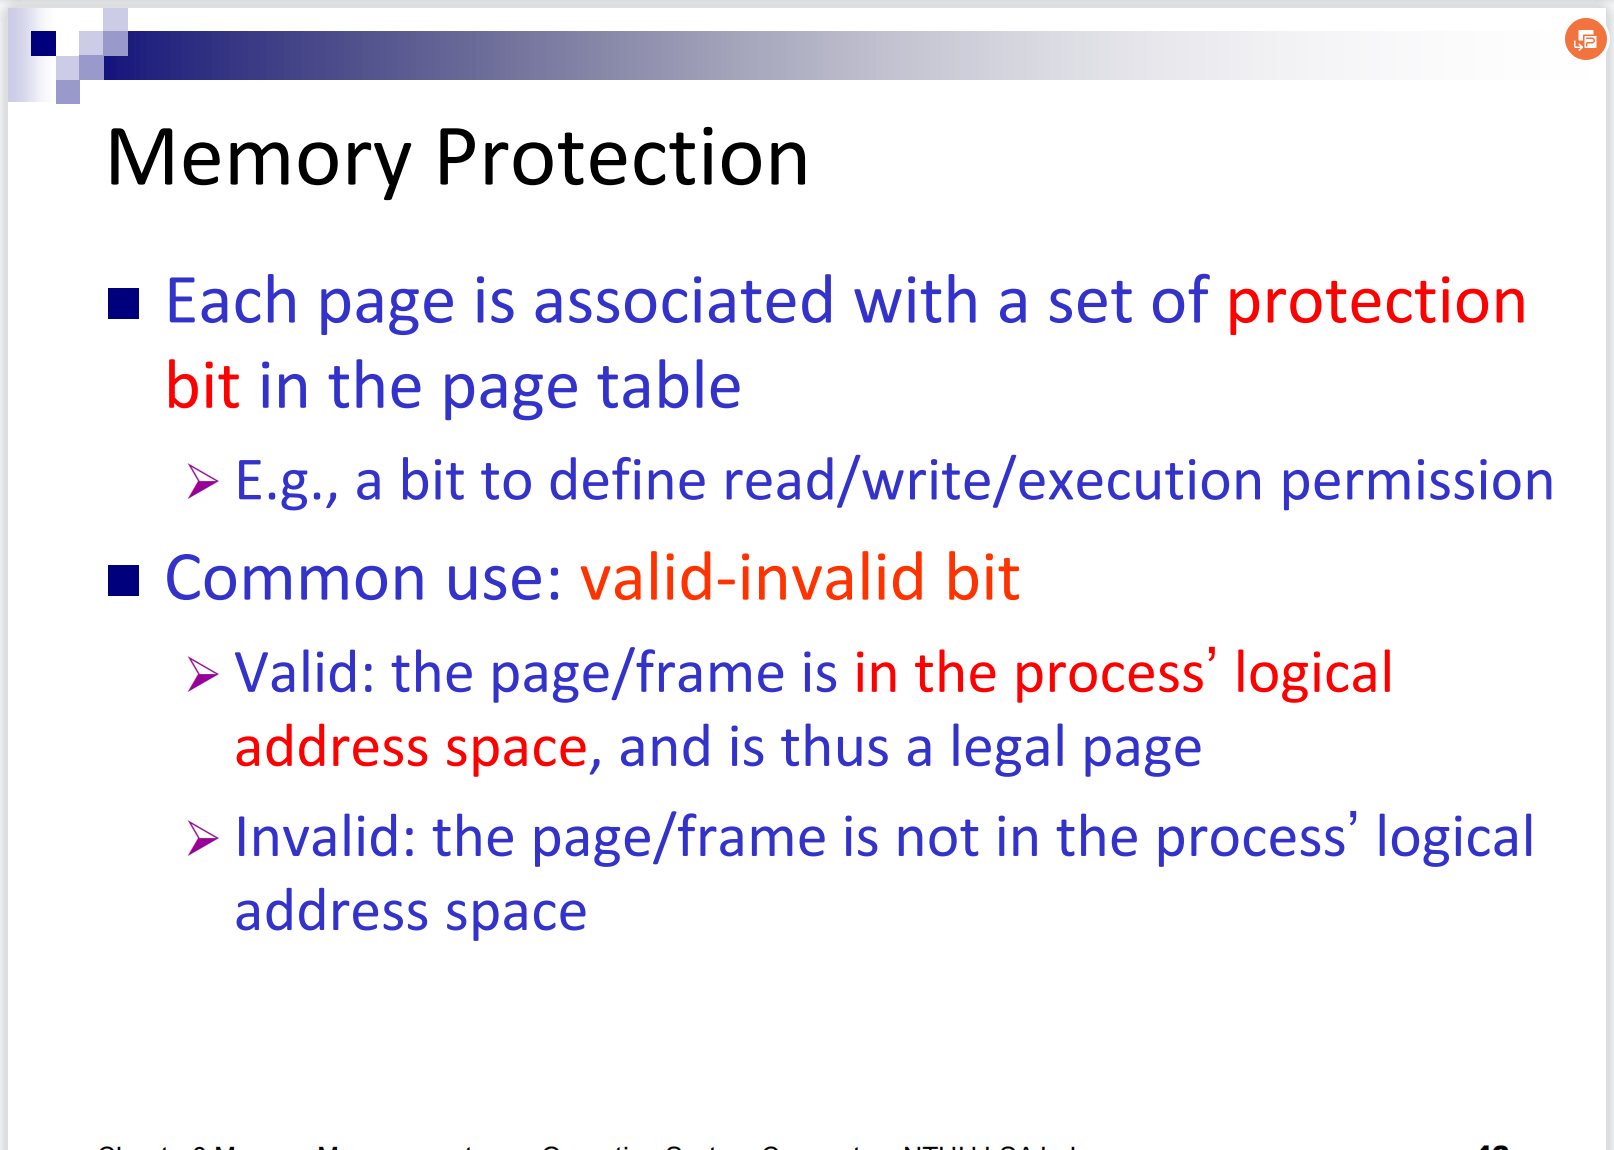 Memory Protection
Each page is associated with a set of protection
bit in the page table
E.g., a bit to define read/write/execution permission
Common use: valid-invalid bit
Valid: the page/frame is in the process’ logical
address space, and is thus a legal page
Invalid: the page/frame is not in the process’ logical
address space